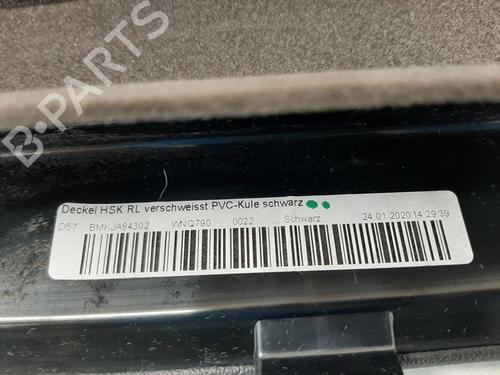 B-PARTS
Deckel HSK RL verschweisst PVC-Kule schwarz
D57 BMKJA84302 WNQ790 0022 Schwarz 24.01.2020 14:29:39
B-PARTS